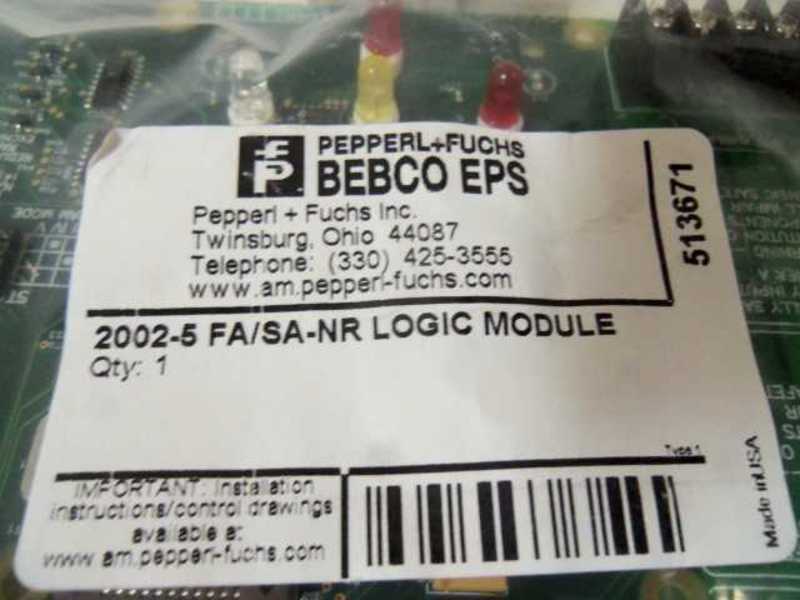 PEPPERL+FUCHS
BEBCO EPS
Pepperl + Fuchs Inc.
Twinsburg, Ohio 44087
Telephone: (330) 425-3555
www.am.pepperl-fuchs.com
513671
2002-5 FA/SA-NR LOGIC MODULE
Qty: 1
Type 1
IMPORTANT: Installation
instructions/control drawings
available at:
www.am.pepperl-fuchs.com
Made in USA